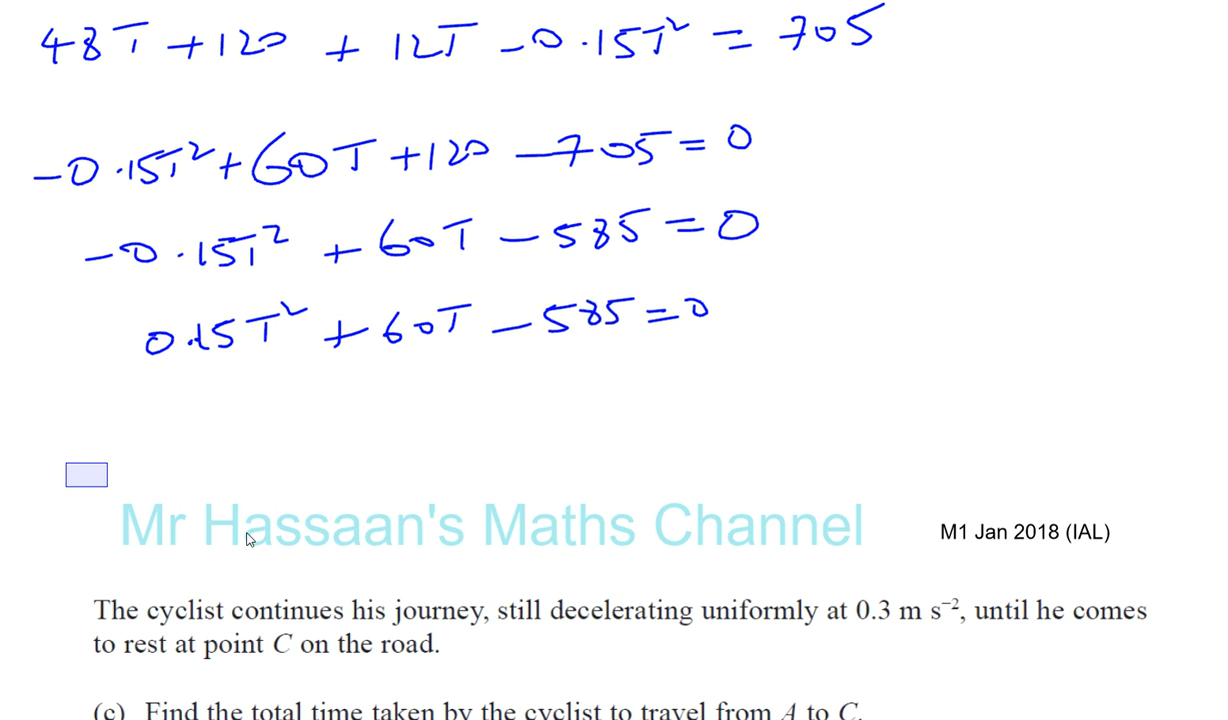 48T + 120 + 12T - 0.15T² = 705
-0.15T² + 60T + 120 - 705 = 0
-0.15T² + 60T - 585 = 0
0.15T² + 60T - 585 = 0
Mr Hassaan's Maths Channel
M1 Jan 2018 (IAL)
The cyclist continues his journey, still decelerating uniformly at 0.3 m s⁻², until he comes
to rest at point C on the road.
(c) Find the total time taken by the cyclist to travel from A to C.